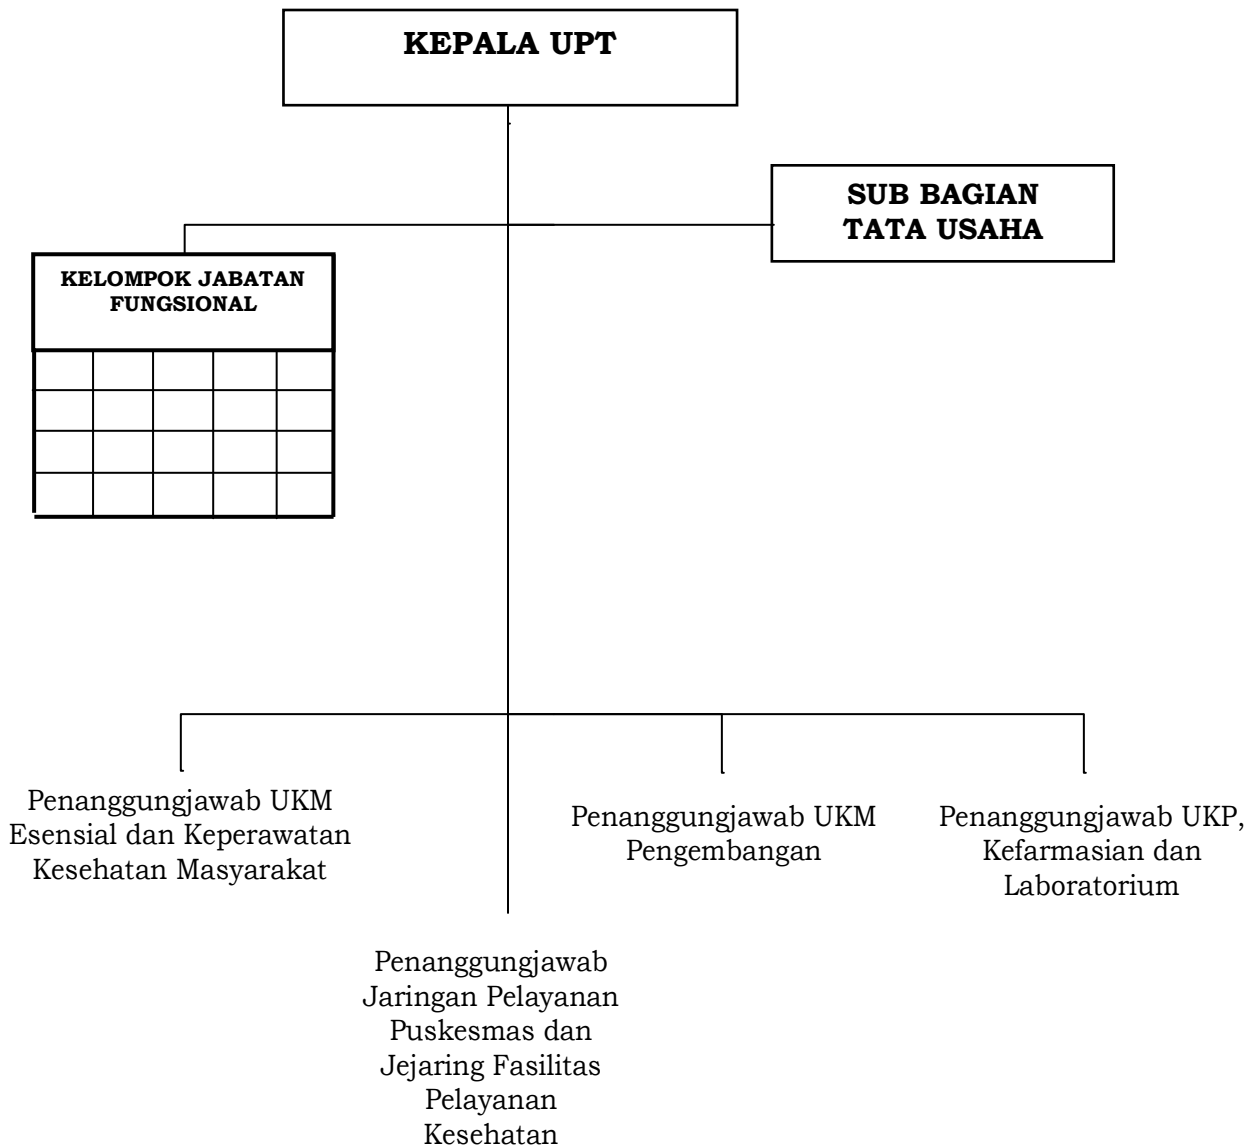 KEPALA UPT
SUB BAGIAN
TATA USAHA
KELOMPOK JABATAN
FUNGSIONAL
Penanggungjawab UKM
Esensial dan Keperawatan
Kesehatan Masyarakat
Penanggungjawab UKM
Pengembangan
Penanggungjawab UKP,
Kefarmasian dan
Laboratorium
Penanggungjawab
Jaringan Pelayanan
Puskesmas dan
Jejaring Fasilitas
Pelayanan
Kesehatan